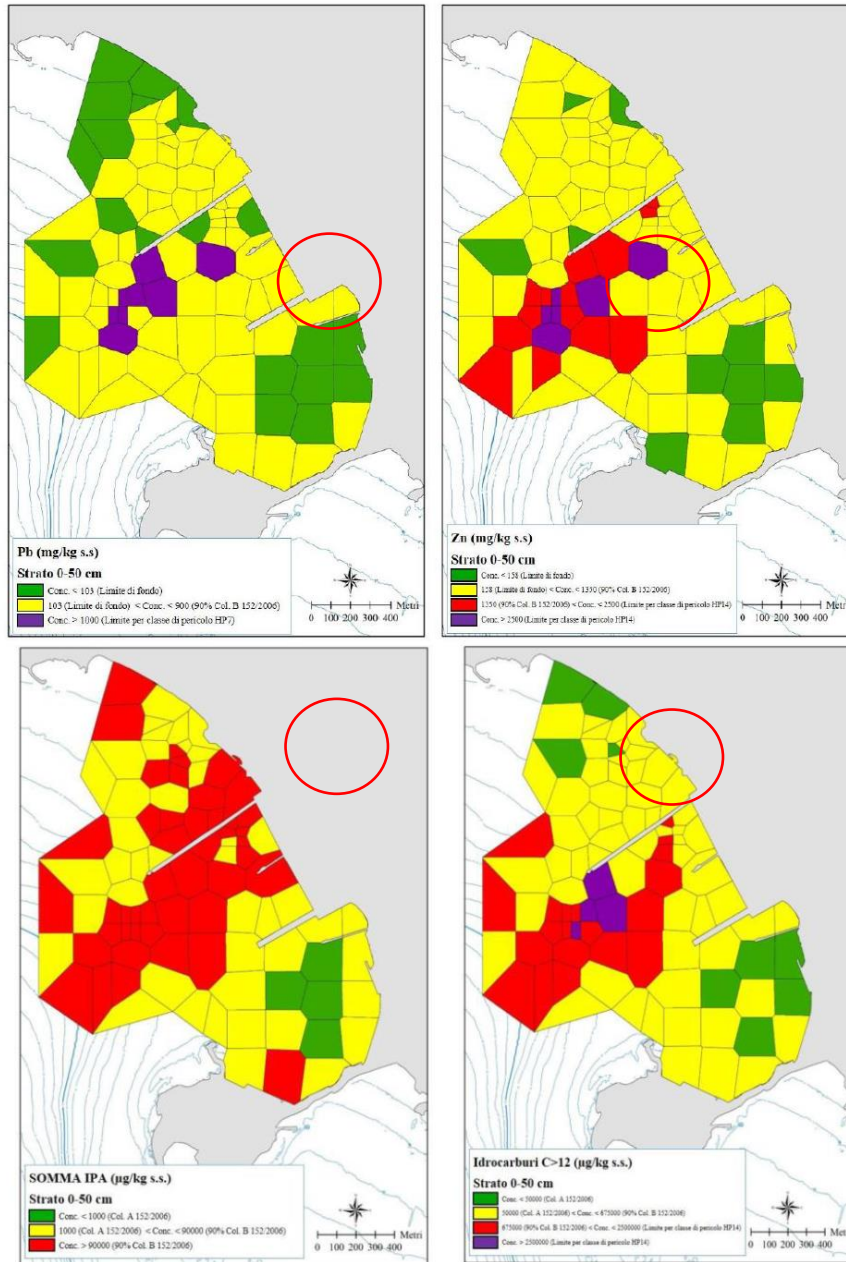 Pb (mg/kg s.s)
Strato 0-50 cm
Conc. < 103 (Limite di fondo)
103 (Limite di fondo) < Conc. < 900 (90% Col. B 152/2006)
Conc. > 1000 (Limite per classe di pericolo HP7)
Metri
0 100 200 300 400
Zn (mg/kg s.s)
Strato 0-50 cm
Conc. < 158 (Limite di fondo)
158 (Limite di fondo) < Conc. < 1350 (90% Col. B 152/2006)
1350 (90% Col. B 152/2006) < Conc. < 2500 (Limite per classe di pericolo HP14)
Conc. > 2500 (Limite per classe di pericolo HP14)
Metri
0 100 200 300 400
SOMMA IPA (µg/kg s.s.)
Strato 0-50 cm
Conc. < 1000 (Col. A 152/2006)
1000 (Col. A 152/2006) < Conc. < 90000 (90% Col. B 152/2006)
Conc. > 90000 (90% Col. B 152/2006)
Metri
0 100 200 300 400
Idrocarburi C>12 (µg/kg s.s.)
Strato 0-50 cm
Conc. < 50000 (Col. A 152/2006)
50000 (Col. A 152/2006) < Conc. < 675000 (90% Col. B 152/2006)
675000 (90% Col. B 152/2006) < Conc. < 2500000 (Limite per classe di pericolo HP14)
Conc. > 2500000 (Limite per classe di pericolo HP14)
Metri
0 100 200 300 400